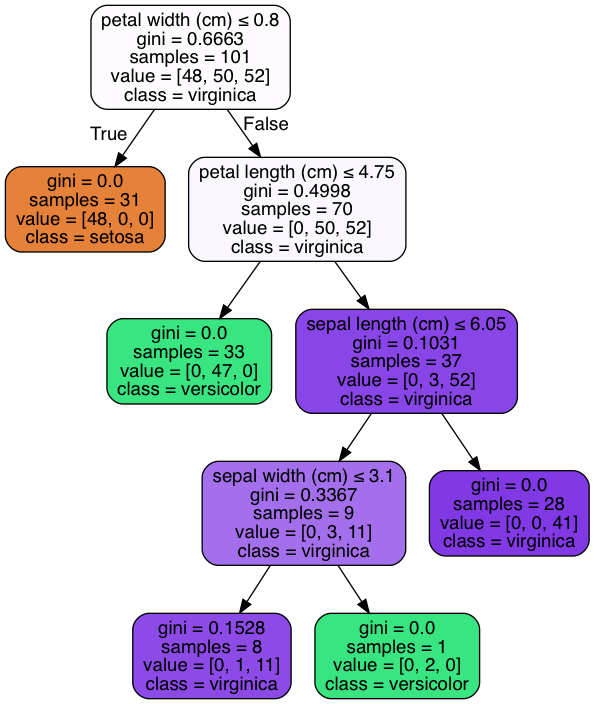 petal width (cm) ≤ 0.8
gini = 0.6663
samples = 101
value = [48, 50, 52]
class = virginica
True
False
gini = 0.0
samples = 31
value = [48, 0, 0]
class = setosa
petal length (cm) ≤ 4.75
gini = 0.4998
samples = 70
value = [0, 50, 52]
class = virginica
gini = 0.0
samples = 33
value = [0, 47, 0]
class = versicolor
sepal length (cm) ≤ 6.05
gini = 0.1031
samples = 37
value = [0, 3, 52]
class = virginica
sepal width (cm) ≤ 3.1
gini = 0.3367
samples = 9
value = [0, 3, 11]
class = virginica
gini = 0.0
samples = 28
value = [0, 0, 41]
class = virginica
gini = 0.1528
samples = 8
value = [0, 1, 11]
class = virginica
gini = 0.0
samples = 1
value = [0, 2, 0]
class = versicolor